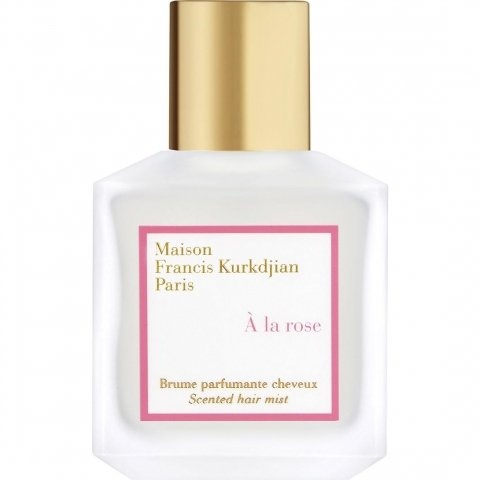 Maison
Francis Kurkdjian
Paris
À la rose
Brume parfumante cheveux
Scented hair mist